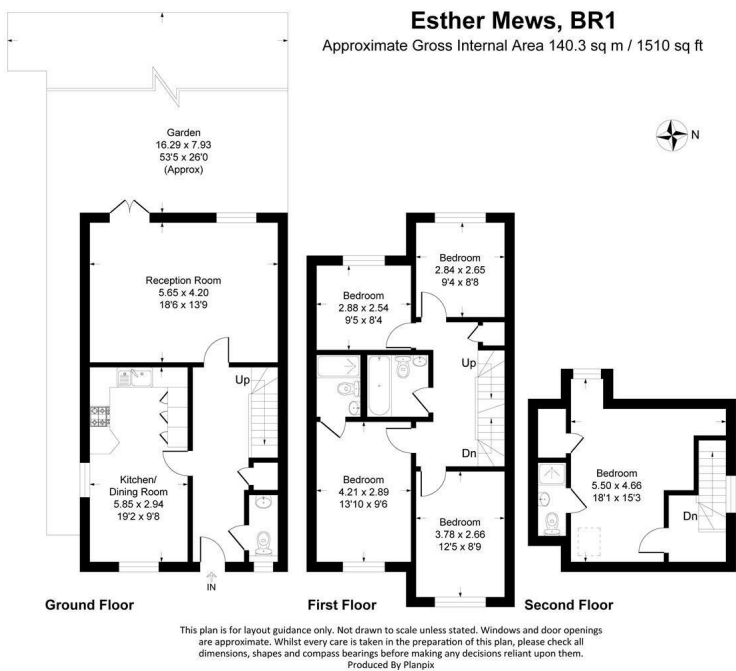 Esther Mews, BR1
Approximate Gross Internal Area 140.3 sq m / 1510 sq ft
N
Garden
16.29 x 7.93
53'5 x 26'0
(Approx)
Reception Room
5.65 x 4.20
18'6 x 13'9
Up
Kitchen/
Dining Room
5.85 x 2.94
19'2 x 9'8
IN
Ground Floor
Bedroom
2.84 x 2.65
9'4 x 8'8
Bedroom
2.88 x 2.54
9'5 x 8'4
Up
Dn
Bedroom
4.21 x 2.89
13'10 x 9'6
Bedroom
3.78 x 2.66
12'5 x 8'9
First Floor
Bedroom
5.50 x 4.66
18'1 x 15'3
Dn
Second Floor
This plan is for layout guidance only. Not drawn to scale unless stated. Windows and door openings
are approximate. Whilst every care is taken in the preparation of this plan, please check all
dimensions, shapes and compass bearings before making any decisions reliant upon them.
Produced By Planpix